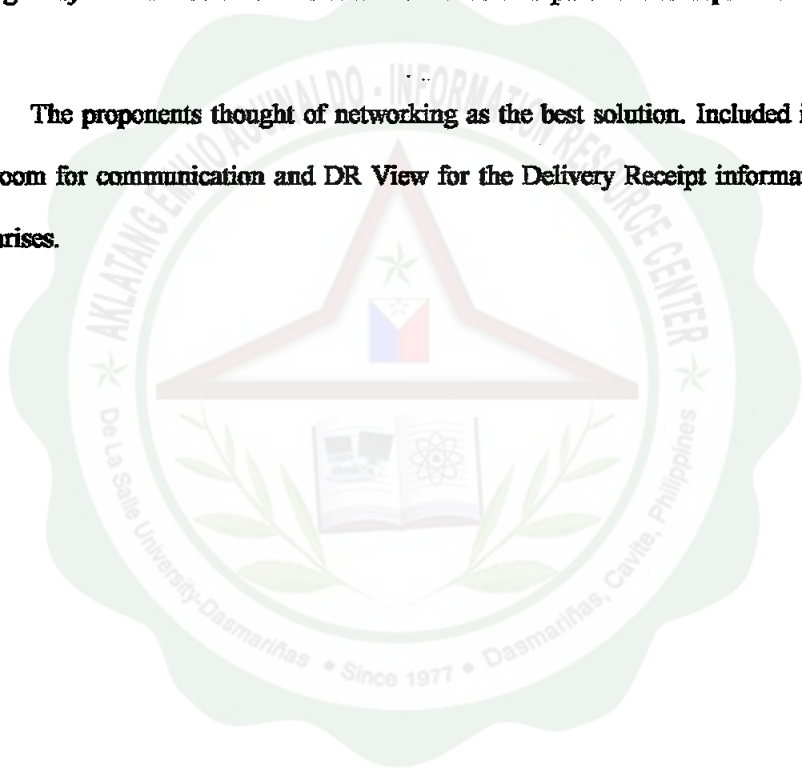 The proponents thought of networking as the best solution. Included i
oom for communication and DR View for the Delivery Receipt informa
rises.
AKLATANG EMILIO AGUINALDO - INFORMATION RESOURCE CENTER
De La Salle University-Dasmariñas • Since 1977 • Dasmariñas, Cavite, Philippines